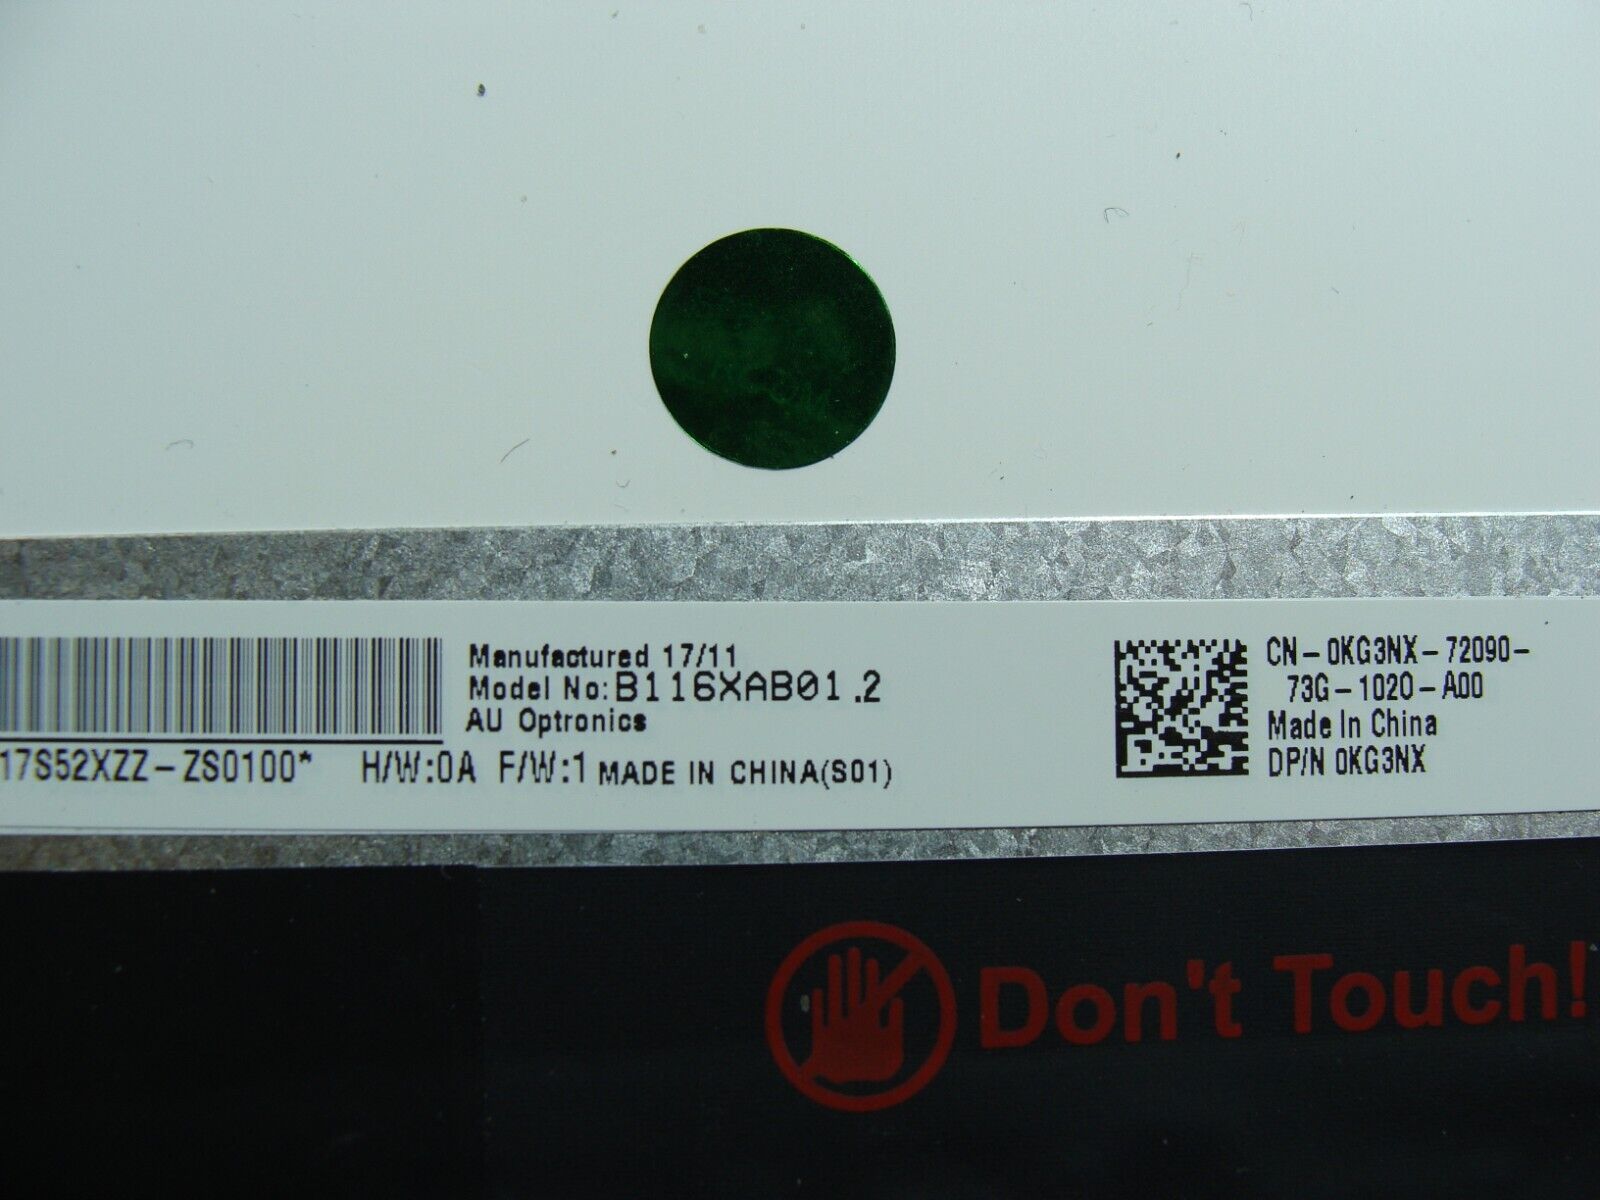 Manufactured 17/11
Model No:B116XAB01.2
AU Optronics
17S52XZZ-ZS0100* H/W:0A F/W:1 MADE IN CHINA(S01)
CN-0KG3NX-72090-
73G-1020-A00
Made In China
DP/N 0KG3NX
Don't Touch!